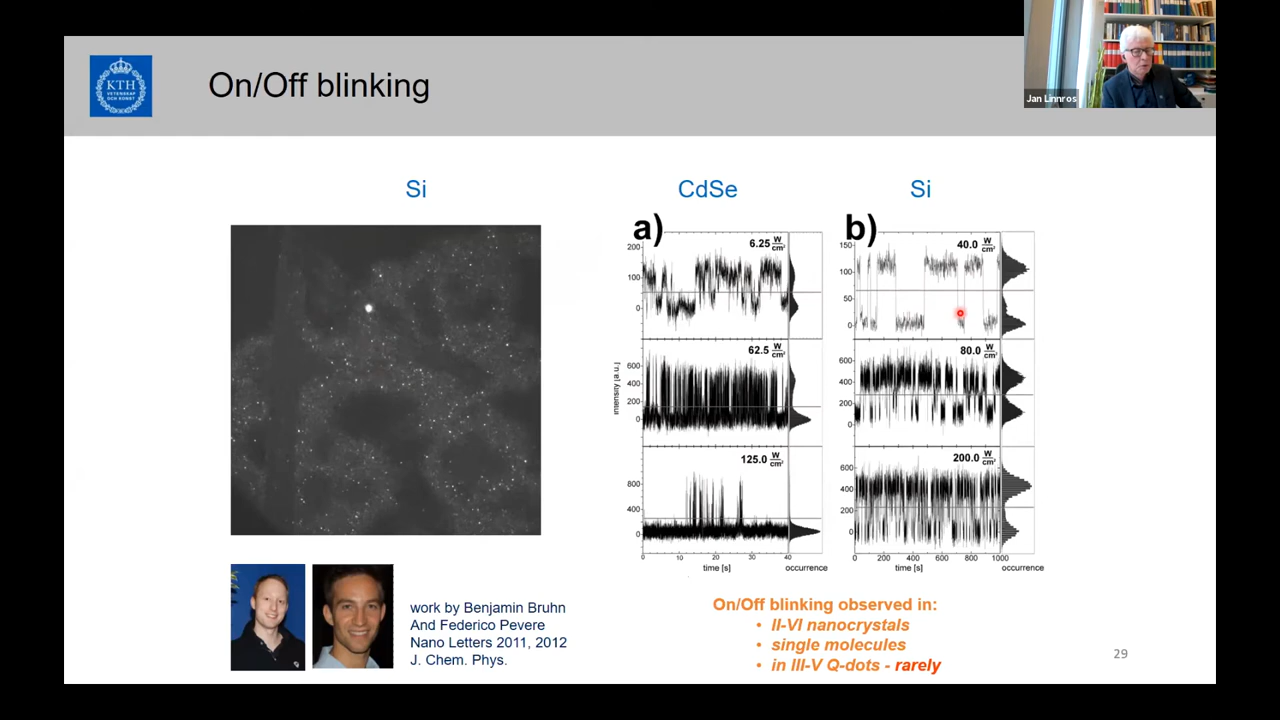 KTH
VETENSKAP
OCH KONST
On/Off blinking
Jan Linnros
Si
CdSe
Si
a)
b)
6.25 W/cm²
200
100
0
62.5 W/cm²
600
400
200
0
125.0 W/cm²
800
400
0
intensity [a.u.]
0 10 20 30 40
time [s]
occurrence
40.0 W/cm²
150
100
50
0
80.0 W/cm²
600
400
200
0
200.0 W/cm²
600
400
200
0
0 200 400 600 800 1000
time [s]
occurrence
work by Benjamin Bruhn
And Federico Pevere
Nano Letters 2011, 2012
J. Chem. Phys.
On/Off blinking observed in:
• II-VI nanocrystals
• single molecules
• in III-V Q-dots - rarely
29